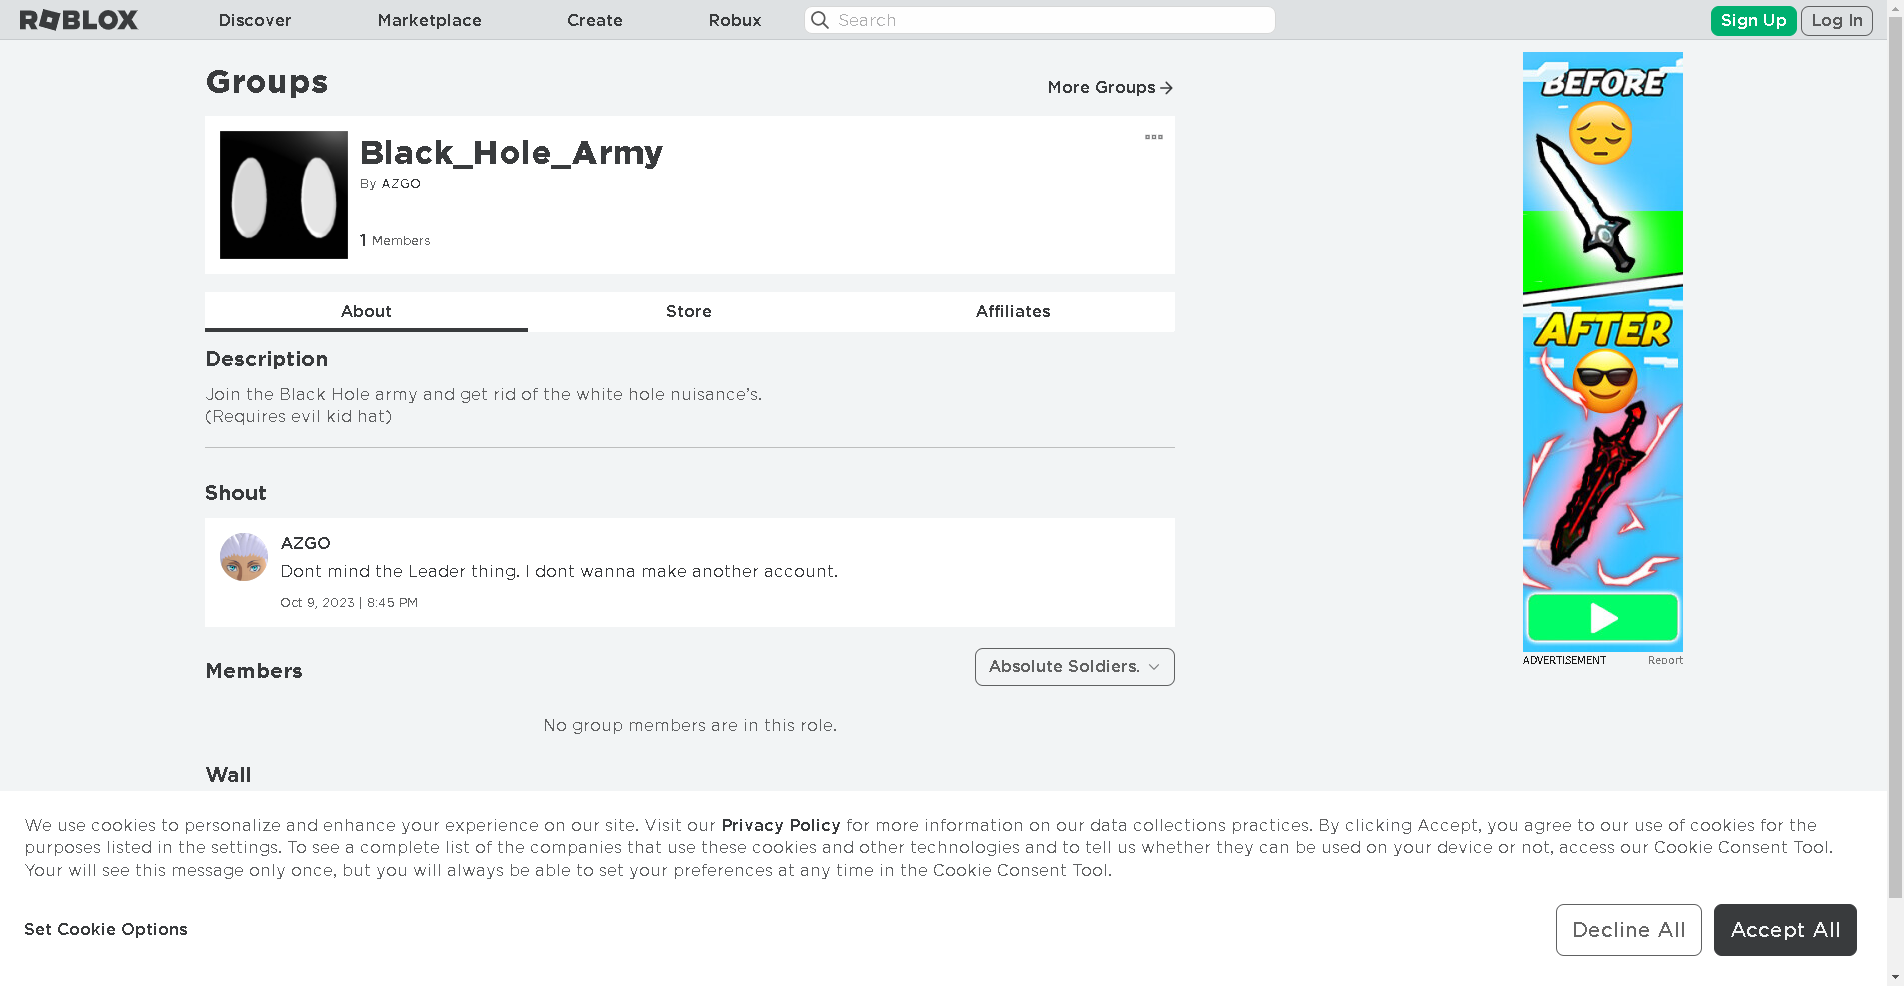 ROBLOX
Discover
Marketplace
Create
Robux
Search
Sign Up
Log In
Groups
More Groups
Black_Hole_Army
By AZGO
1 Members
About
Store
Affiliates
Description
Join the Black Hole army and get rid of the white hole nuisance’s.
(Requires evil kid hat)
Shout
AZGO
Dont mind the Leader thing. I dont wanna make another account.
Oct 9, 2023 | 8:45 PM
Members
Absolute Soldiers.
No group members are in this role.
Wall
BEFORE
AFTER
ADVERTISEMENT
Report
We use cookies to personalize and enhance your experience on our site. Visit our Privacy Policy for more information on our data collections practices. By clicking Accept, you agree to our use of cookies for the
purposes listed in the settings. To see a complete list of the companies that use these cookies and other technologies and to tell us whether they can be used on your device or not, access our Cookie Consent Tool.
Your will see this message only once, but you will always be able to set your preferences at any time in the Cookie Consent Tool.
Set Cookie Options
Decline All
Accept All